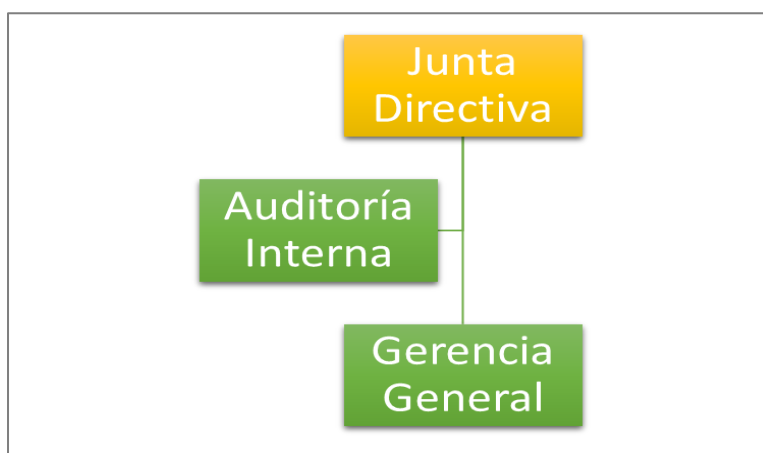 Junta
Directiva
Auditoría
Interna
Gerencia
General